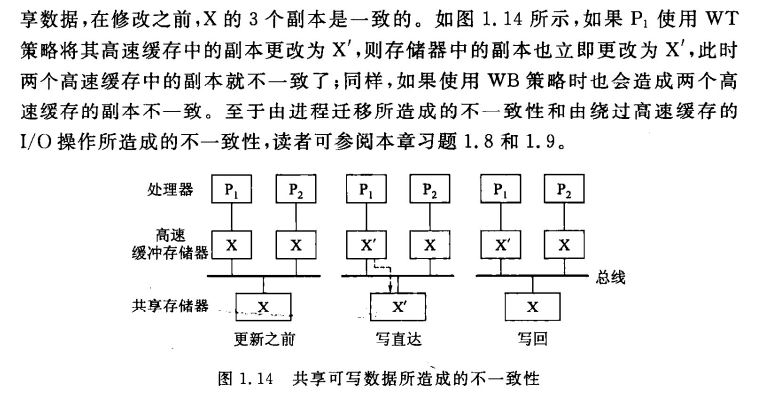 享数据,在修改之前,X 的 3 个副本是一致的。如图 1.14 所示,如果 P₁ 使用 WT
策略将其高速缓存中的副本更改为 X′,则存储器中的副本也立即更改为 X′,此时
两个高速缓存中的副本就不一致了;同样,如果使用 WB 策略时也会造成两个高
速缓存的副本不一致。至于由进程迁移所造成的不一致性和由绕过高速缓存的
I/O 操作所造成的不一致性,读者可参阅本章习题 1.8 和 1.9。
处理器 P₁ P₂ P₁ P₂ P₁ P₂
高速
缓冲存储器 X X X′ X X′ X
总线
共享存储器 X X′ X
更新之前 写直达 写回
图 1.14 共享可写数据所造成的不一致性